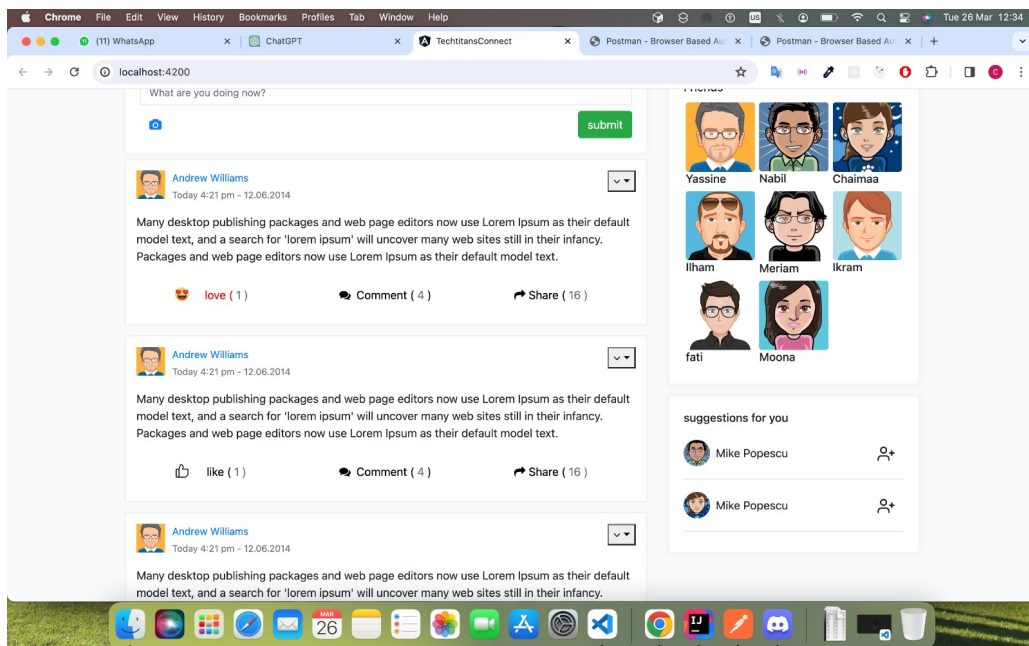 Chrome File Edit View History Bookmarks Profiles Tab Window Help
US
Tue 26 Mar 12:34
(11) WhatsApp
ChatGPT
TechtitansConnect
Postman - Browser Based Au
Postman - Browser Based Au
localhost:4200
C
What are you doing now?
submit
Andrew Williams
Today 4:21 pm - 12.06.2014
Many desktop publishing packages and web page editors now use Lorem Ipsum as their default
model text, and a search for 'lorem ipsum' will uncover many web sites still in their infancy.
Packages and web page editors now use Lorem Ipsum as their default model text.
love ( 1 ) Comment ( 4 ) Share ( 16 )
Andrew Williams
Today 4:21 pm - 12.06.2014
Many desktop publishing packages and web page editors now use Lorem Ipsum as their default
model text, and a search for 'lorem ipsum' will uncover many web sites still in their infancy.
Packages and web page editors now use Lorem Ipsum as their default model text.
like ( 1 ) Comment ( 4 ) Share ( 16 )
Andrew Williams
Today 4:21 pm - 12.06.2014
Many desktop publishing packages and web page editors now use Lorem Ipsum as their default
model text, and a search for 'lorem ipsum' will uncover many web sites still in their infancy.
Friends
Yassine Nabil Chaimaa
Ilham Meriam Ikram
fati Moona
suggestions for you
Mike Popescu
Mike Popescu
MAR
26
IJ